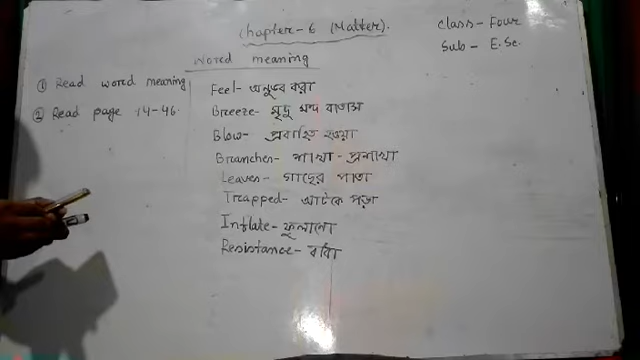 Chapter-6 (Matter).
Class- Four
Sub - E.Sc.
Word meaning
① Read word meaning
② Read page 44-46.
Feel- অনুভব করা
Breeze- মৃদু মন্দ বাতাস
Blow- প্রবাহিত হওয়া
Branches- শাখা-প্রশাখা
Leaves- গাছের পাতা
Trapped- আটকে পড়া
Inflate- ফুলানো
Resistance- বাধা